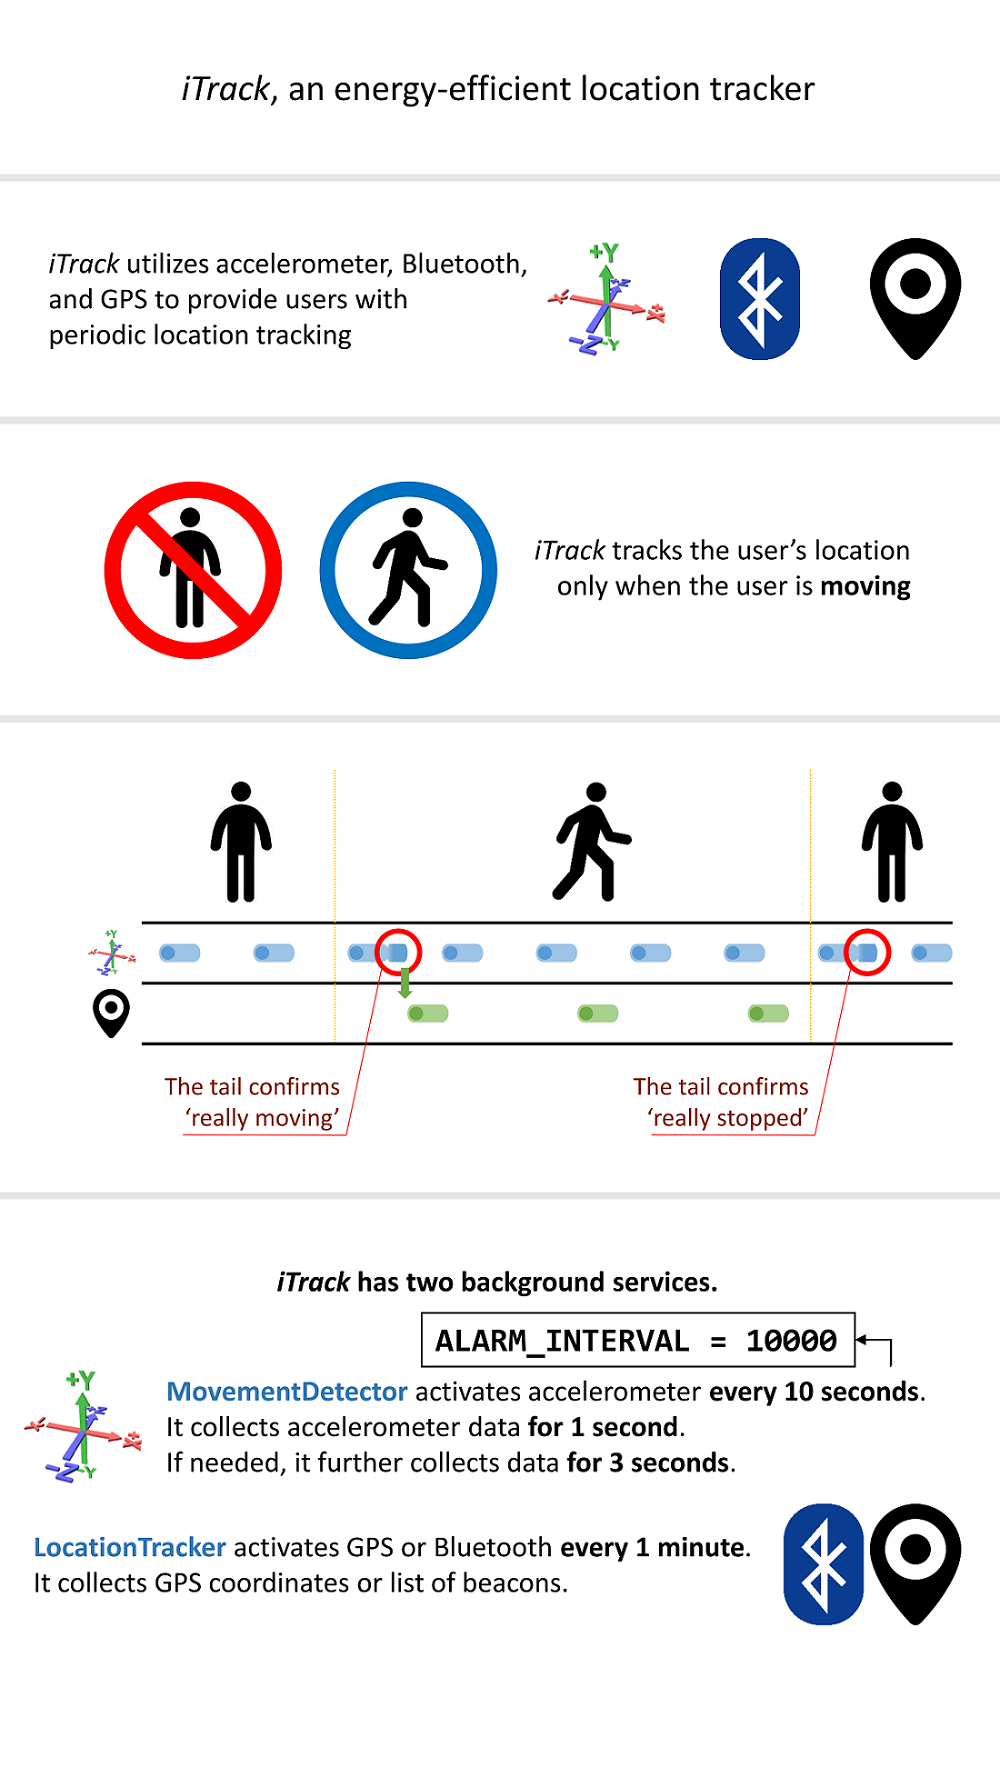 iTrack, an energy-efficient location tracker
iTrack utilizes accelerometer, Bluetooth,
and GPS to provide users with
periodic location tracking
+Y
-X
-Z
+X
-Z
-Y
iTrack tracks the user's location
only when the user is moving
+Y
The tail confirms
'really moving'
The tail confirms
'really stopped'
iTrack has two background services.
ALARM_INTERVAL = 10000
+Y
-X
+X
-Z
-Y
MovementDetector activates accelerometer every 10 seconds.
It collects accelerometer data for 1 second.
If needed, it further collects data for 3 seconds.
LocationTracker activates GPS or Bluetooth every 1 minute.
It collects GPS coordinates or list of beacons.